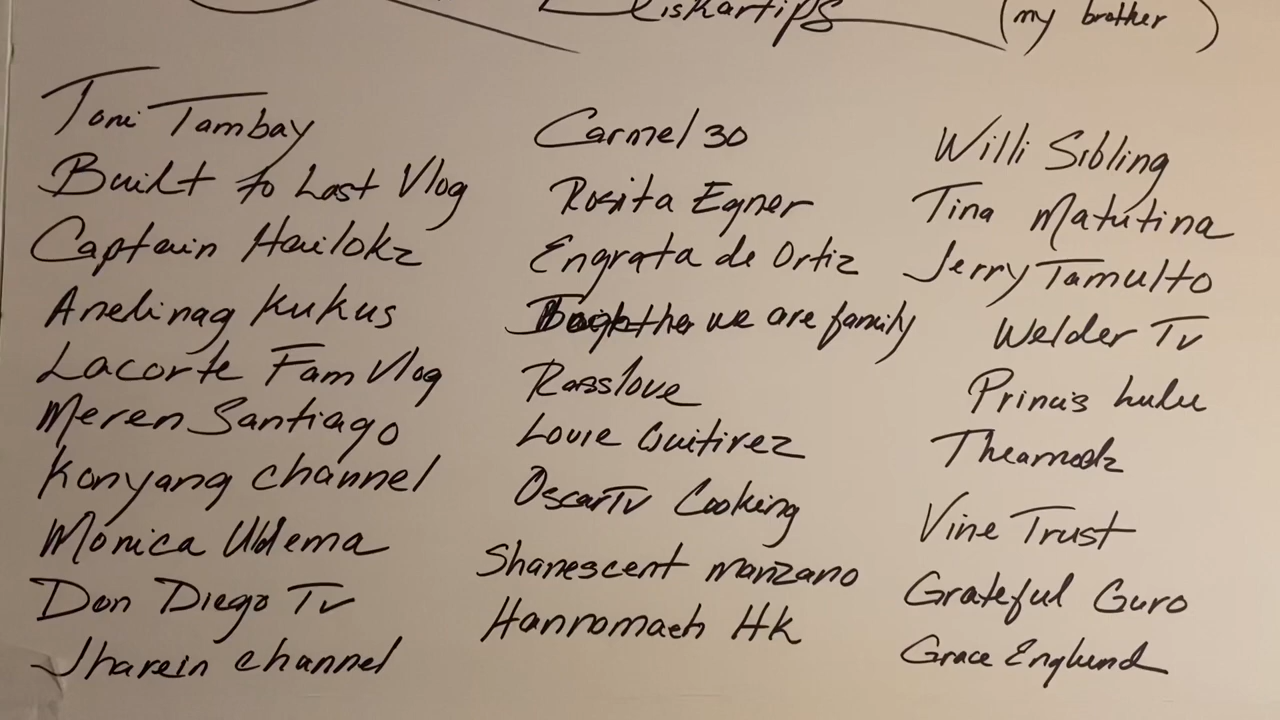 Diskartips (my brother)
Toni Tambay
Built to Last Vlog
Captain Hailokz
Anelinag Kukus
Lacorte Fam Vlog
Meren Santiago
Konyang channel
Monica Uldema
Don Diego Tv
Jharein channel
Carmel 30
Rosita Egner
Engrata de Ortiz
we are family
Rosslove
Louie Guitirez
OscarTv Cooking
Shanescent manzano
Hannomaeh HK
Willi Sibling
Tina Matutina
Jerry Tamulto
Welder Tv
Princis Lulu
Vine Trust
Grateful Guro
Grace Englund